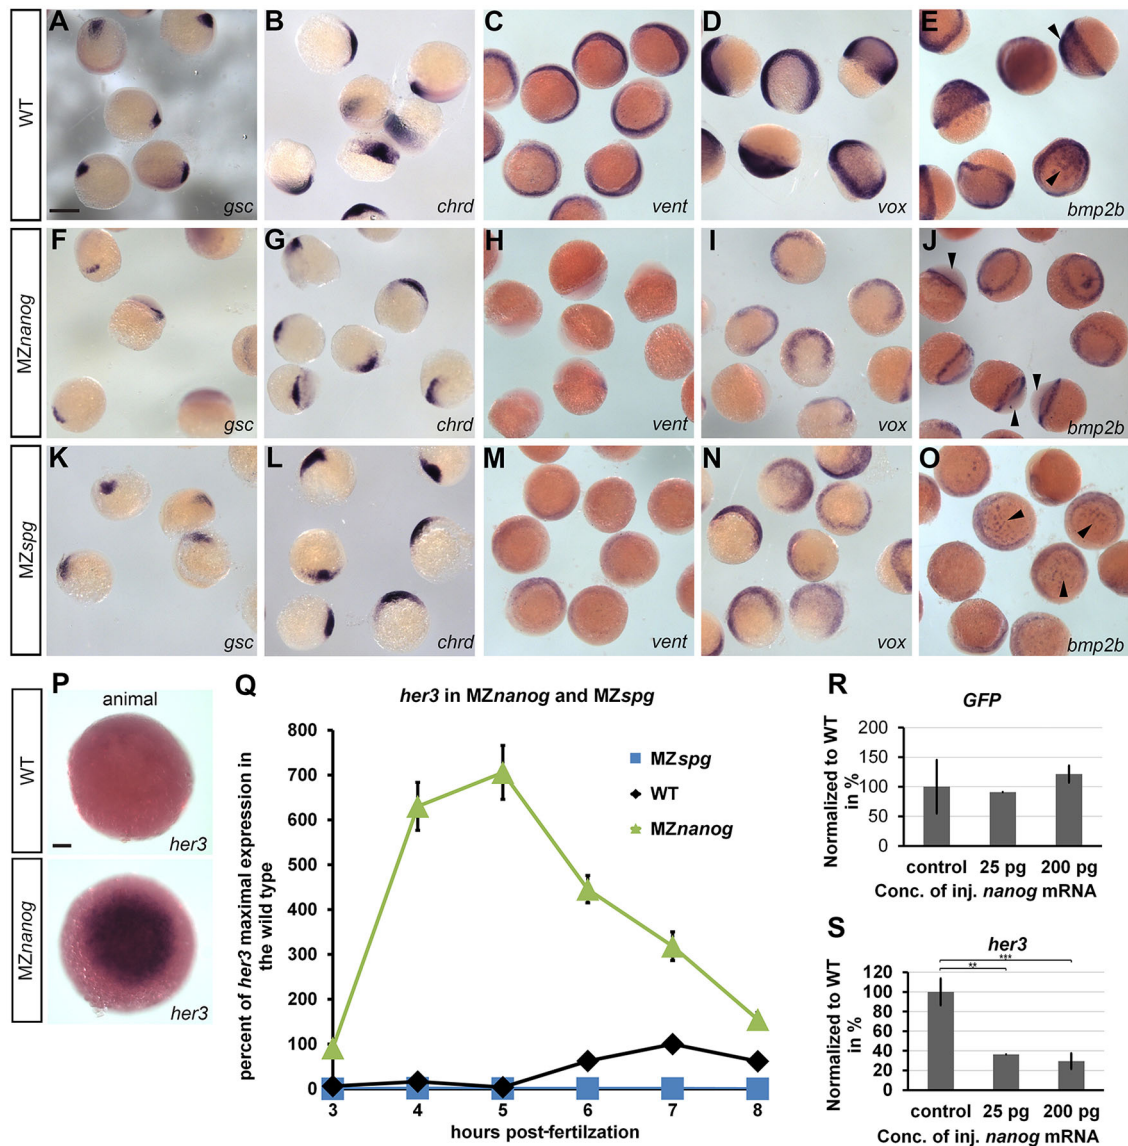 A
B
C
D
E
WT
gsc
chrd
vent
vox
bmp2b
F
G
H
I
J
MZnanog
gsc
chrd
vent
vox
bmp2b
K
L
M
N
O
MZspg
gsc
chrd
vent
vox
bmp2b
P
animal
WT
her3
MZnanog
her3
Q
her3 in MZnanog and MZspg
percent of her3 maximal expression in
the wild type
800
700
600
500
400
300
200
100
0
MZspg
WT
MZnanog
3 4 5 6 7 8
hours post-fertilzation
R
GFP
Normalized to WT
in %
200
150
100
50
0
control 25 pg 200 pg
Conc. of inj. nanog mRNA
S
her3
***
**
Normalized to WT
in %
120
100
80
60
40
20
0
control 25 pg 200 pg
Conc. of inj. nanog mRNA